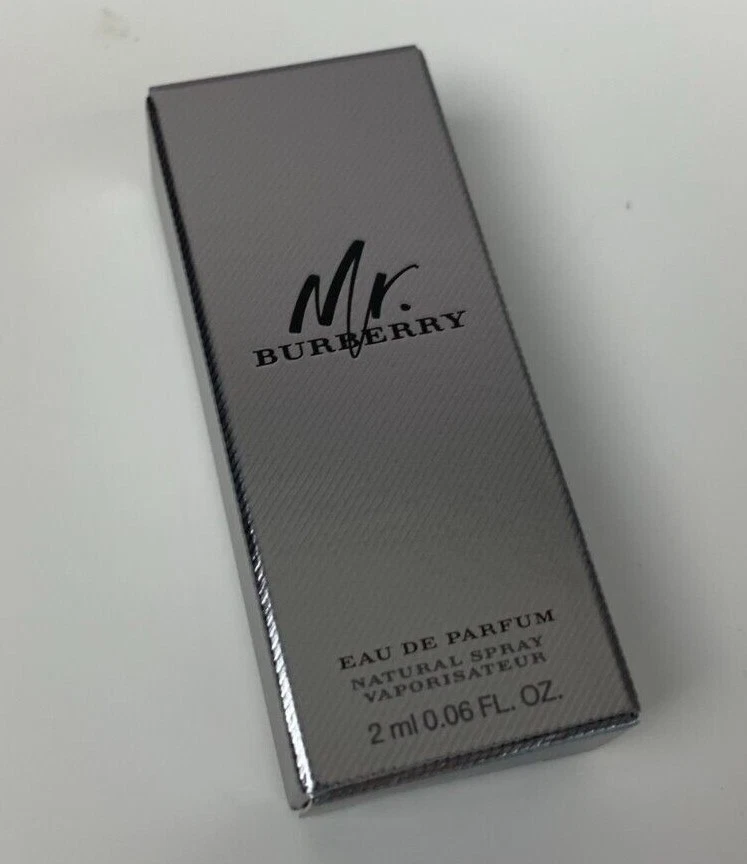 Mr.
BURBERRY
EAU DE PARFUM
NATURAL SPRAY
VAPORISATEUR
2 ml 0.06 FL. OZ.